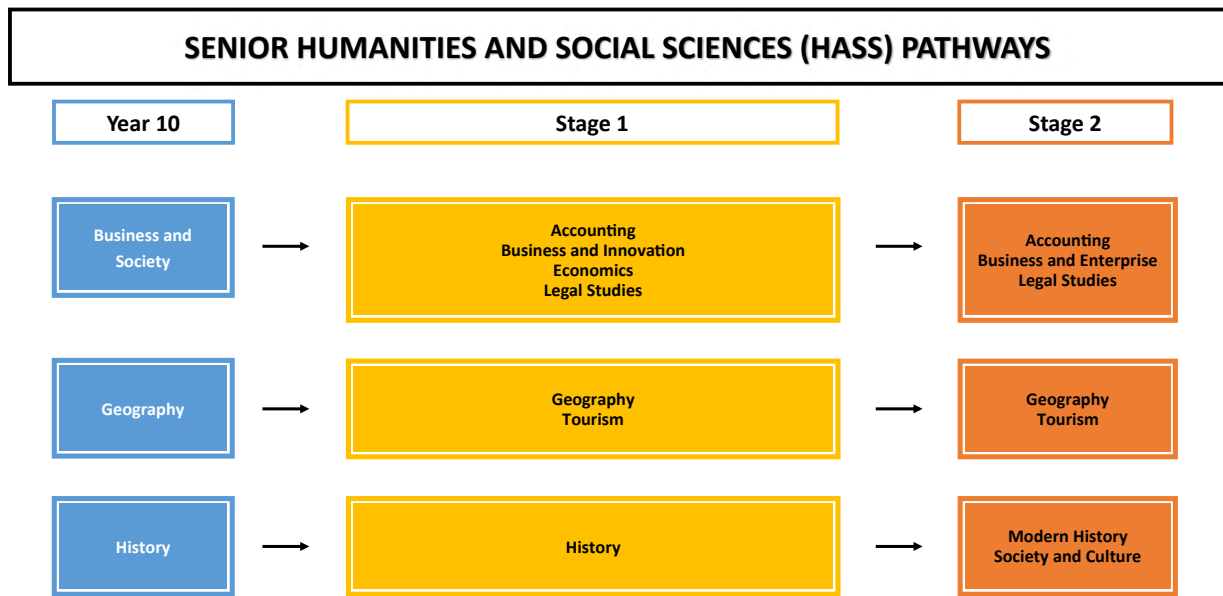 SENIOR HUMANITIES AND SOCIAL SCIENCES (HASS) PATHWAYS
Year 10
Stage 1
Stage 2
Business and
Society
Accounting
Business and Innovation
Economics
Legal Studies
Accounting
Business and Enterprise
Legal Studies
Geography
Geography
Tourism
Geography
Tourism
History
History
Modern History
Society and Culture